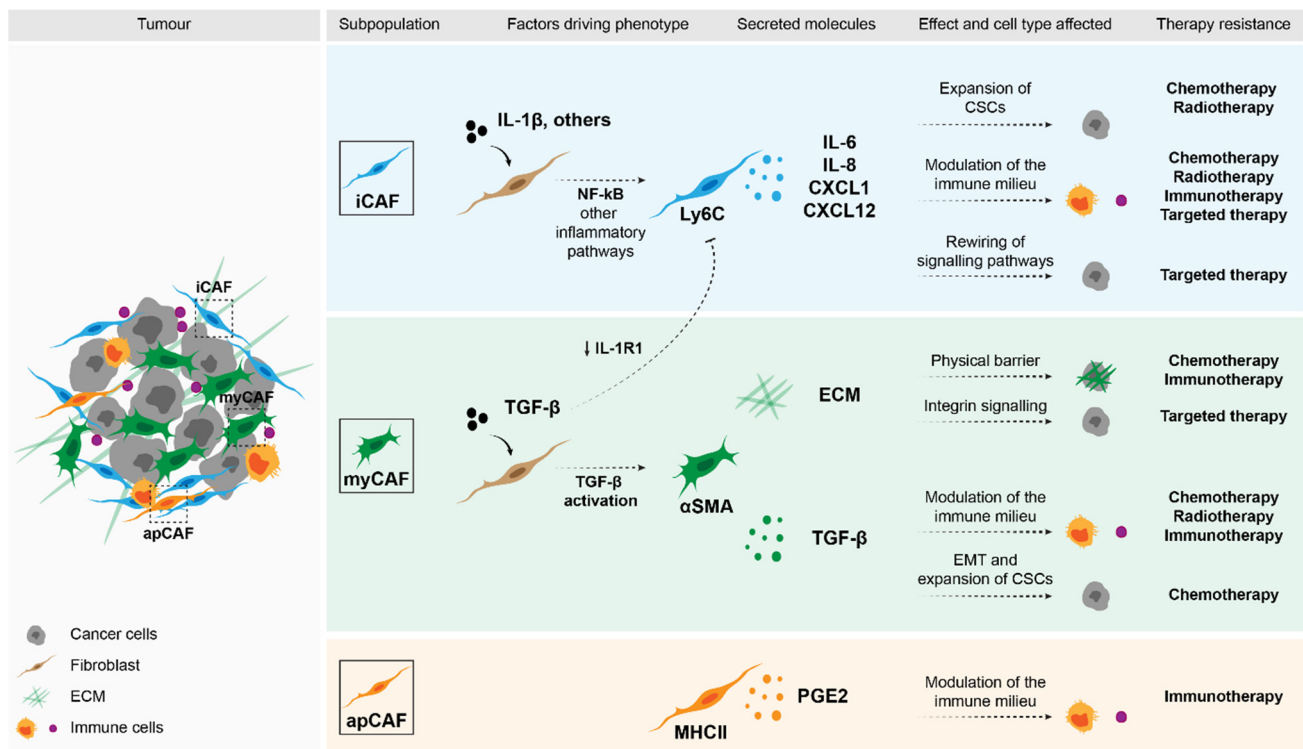 Tumour
Subpopulation
Factors driving phenotype
Secreted molecules
Effect and cell type affected
Therapy resistance
iCAF
myCAF
apCAF
Cancer cells
Fibroblast
ECM
Immune cells
iCAF
IL-1β, others
NF-kB
other
inflammatory
pathways
Ly6C
IL-6
IL-8
CXCL1
CXCL12
Expansion of
CSCs
Chemotherapy
Radiotherapy
Modulation of the
immune milieu
Chemotherapy
Radiotherapy
Immunotherapy
Targeted therapy
Rewiring of
signalling pathways
Targeted therapy
myCAF
↓ IL-1R1
TGF-β
TGF-β
activation
αSMA
ECM
TGF-β
Physical barrier
Chemotherapy
Immunotherapy
Integrin signalling
Targeted therapy
Modulation of the
immune milieu
Chemotherapy
Radiotherapy
Immunotherapy
EMT and
expansion of CSCs
Chemotherapy
apCAF
MHCII
PGE2
Modulation of the
immune milieu
Immunotherapy